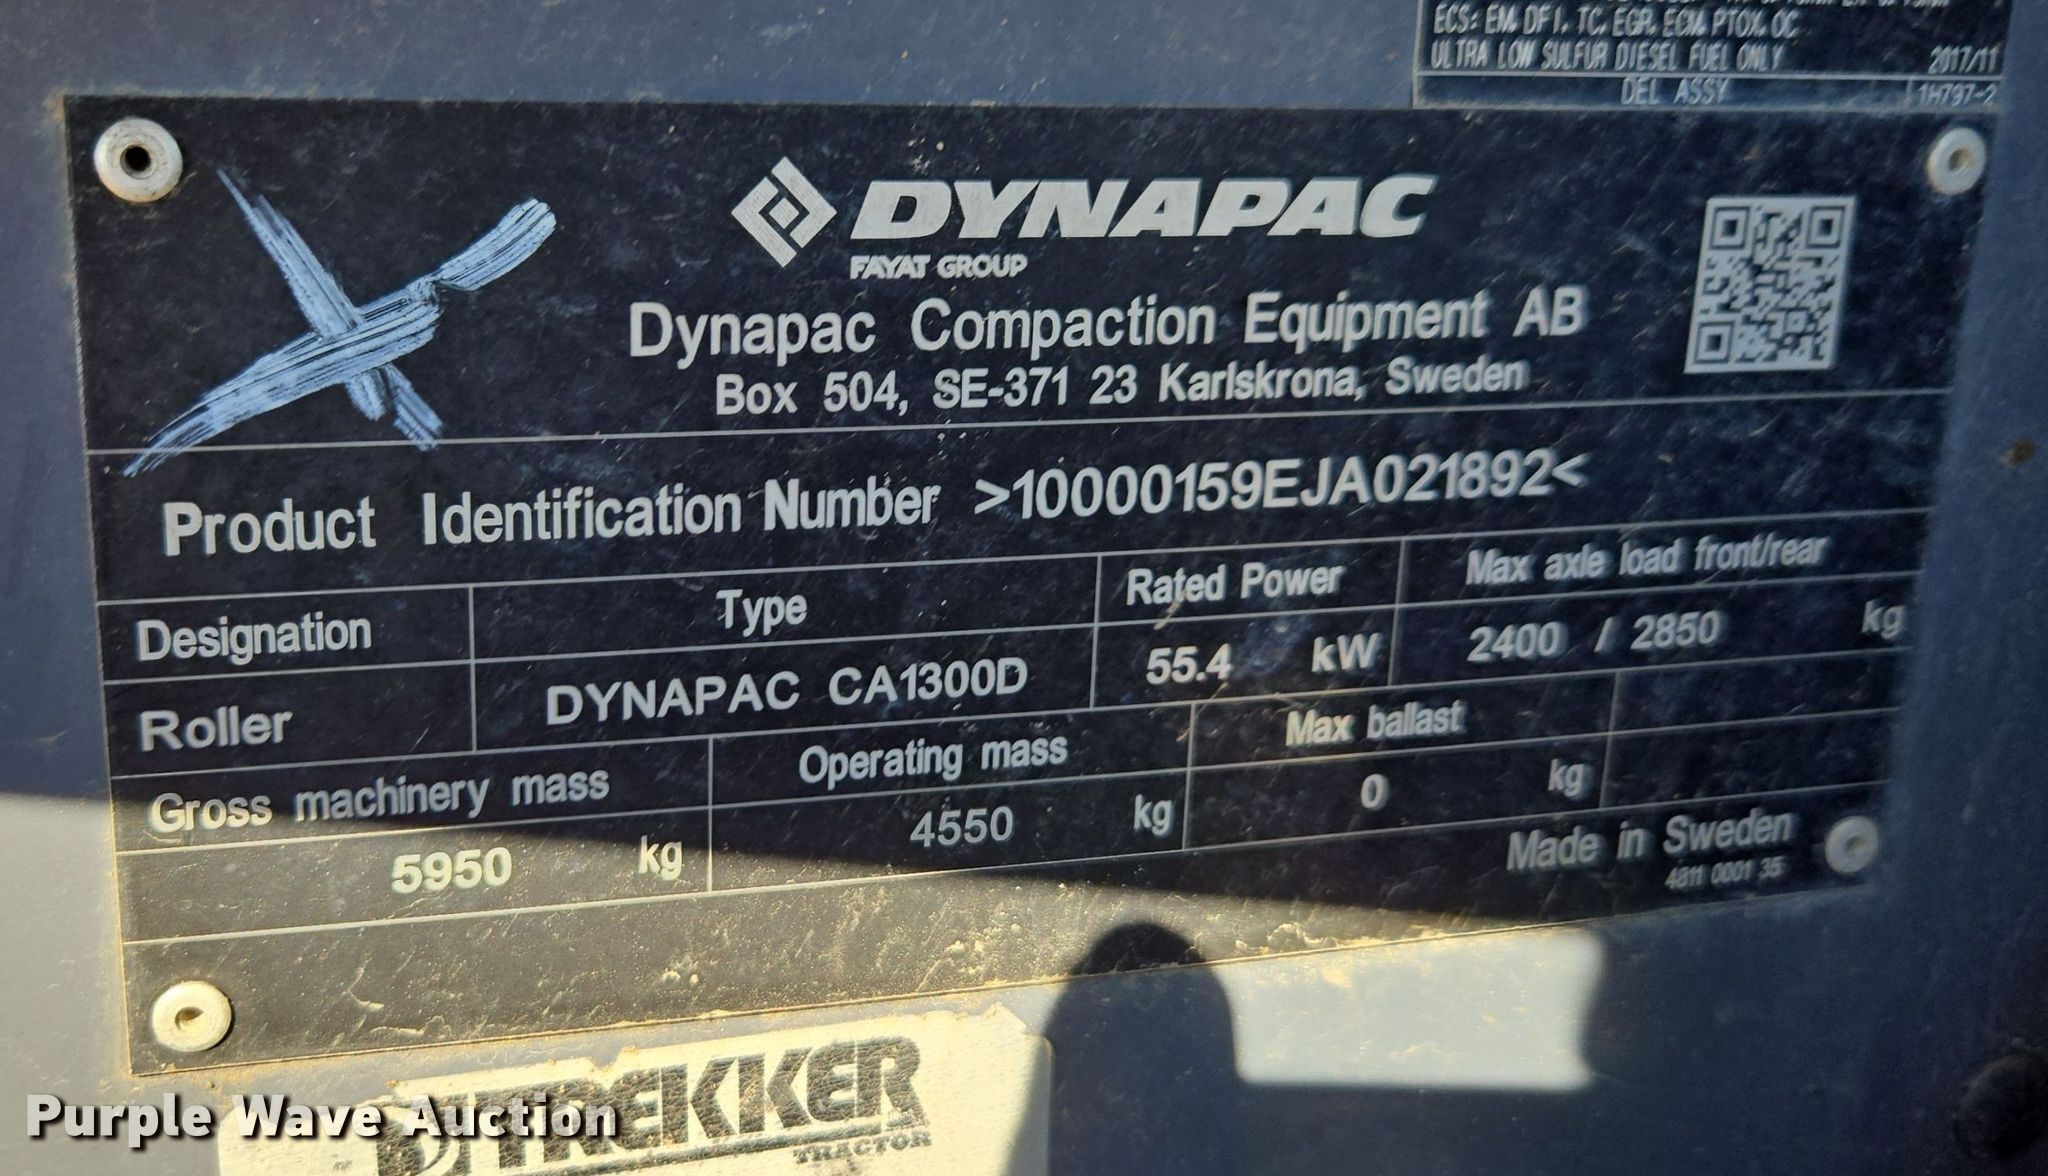 ECS: EM, DFI, TC, EGR, ECM, PTOX, OC
ULTRA LOW SULFUR DIESEL FUEL ONLY 2017/11
DEL ASSY 1H797-2
DYNAPAC
FAYAT GROUP
Dynapac Compaction Equipment AB
Box 504, SE-371 23 Karlskrona, Sweden
Product Identification Number >10000159EJA021892<
Designation Type Rated Power Max axle load front/rear
Roller DYNAPAC CA1300D 55.4 kW 2400 / 2850 kg
Gross machinery mass Operating mass Max ballast
5950 kg 4550 kg 0 kg
Made in Sweden
4811 0001 35
TREKKER
TRACTOR
Purple Wave Auction